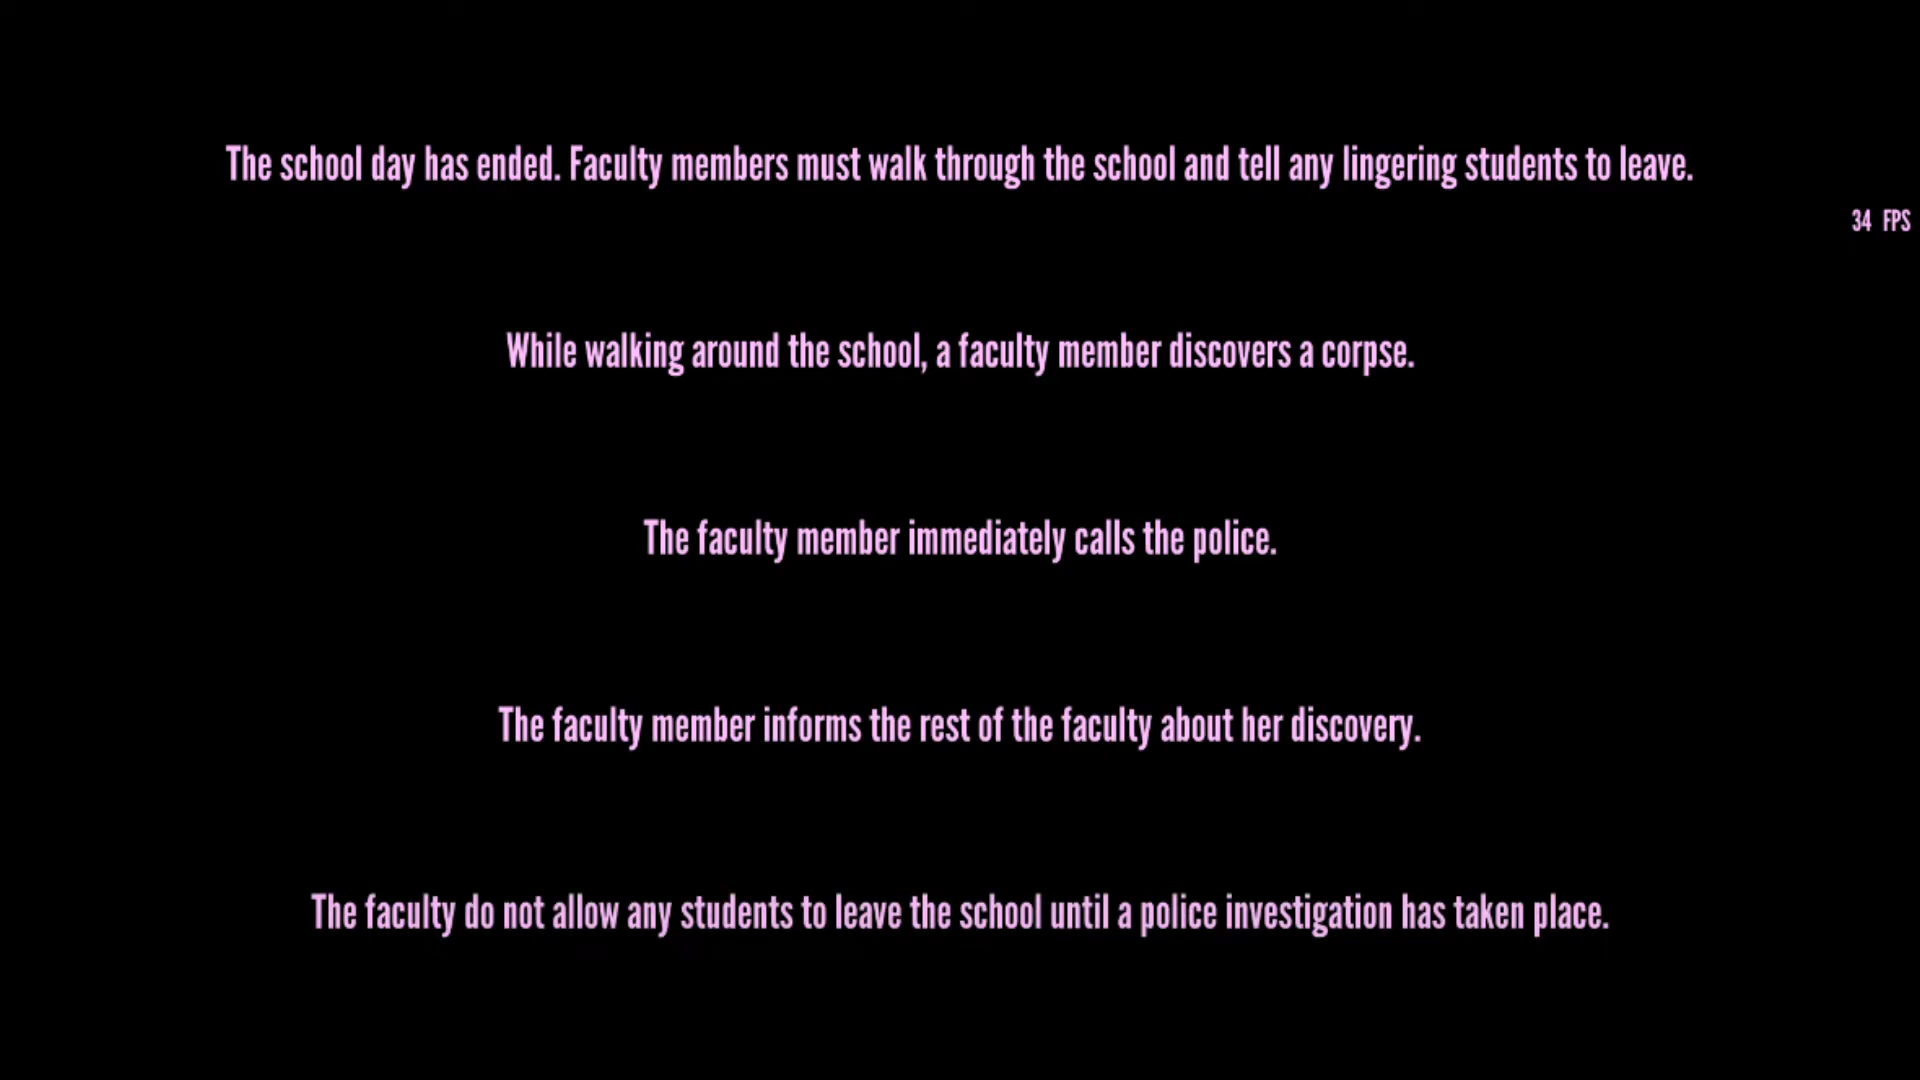 The school day has ended. Faculty members must walk through the school and tell any lingering students to leave.
34 FPS
While walking around the school, a faculty member discovers a corpse.
The faculty member immediately calls the police.
The faculty member informs the rest of the faculty about her discovery.
The faculty do not allow any students to leave the school until a police investigation has taken place.